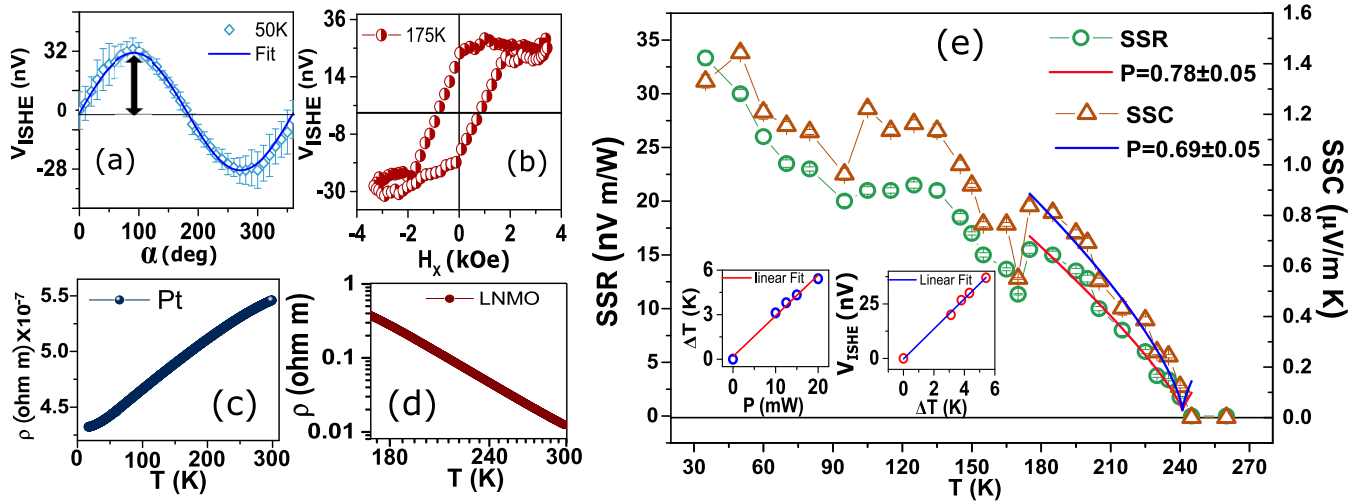 V_ISHE (nV)
32
0
-28
50K
Fit
(a)
0 100 200 300
α (deg)
V_ISHE (nV)
36
14
-8
-30
175K
(b)
-4 -2 0 2 4
H_X (kOe)
ρ (ohm m)×10⁻⁷
5.5
5.0
4.5
Pt
(c)
0 100 200 300
T (K)
ρ (ohm m)
1
0.1
0.01
LNMO
(d)
180 240 300
T (K)
SSR (nV m/W)
35
30
25
20
15
10
5
0
(e)
SSR
P=0.78±0.05
SSC
P=0.69±0.05
SSC (μV/m K)
1.6
1.4
1.2
1.0
0.8
0.6
0.4
0.2
0.0
30 60 90 120 150 180 210 240 270
T (K)
ΔT (K)
6
3
0
linear Fit
0 10 20
P (mW)
V_ISHE (nV)
25
0
Linear Fit
0 2 4 6
ΔT (K)